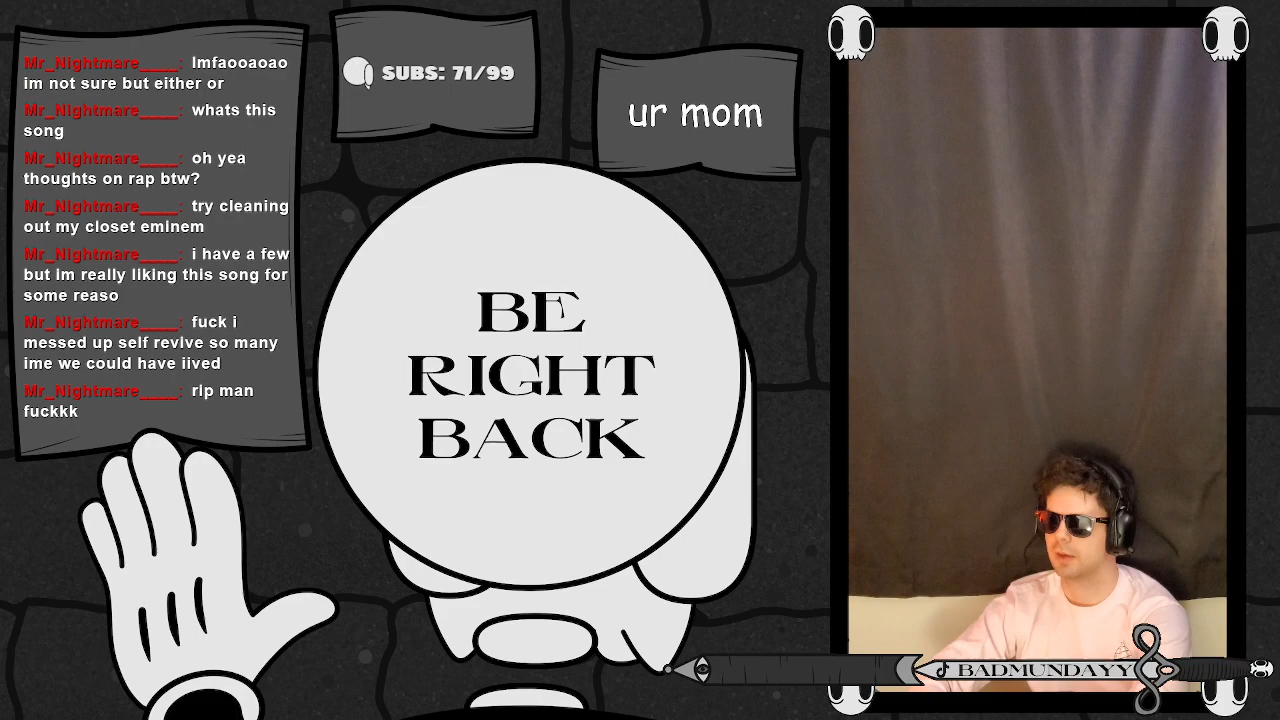 Mr_Nightmare____: lmfaooaoao
im not sure but either or
Mr_Nightmare____: whats this
song
Mr_Nightmare____: oh yea
thoughts on rap btw?
Mr_Nightmare____: try cleaning
out my closet eminem
Mr_Nightmare____: i have a few
but im really liking this song for
some reaso
Mr_Nightmare____: fuck i
messed up self revive so many
ime we could have iived
Mr_Nightmare____: rip man
fuckkk
SUBS: 71/99
ur mom
BE
RIGHT
BACK
BADMUNDAYY